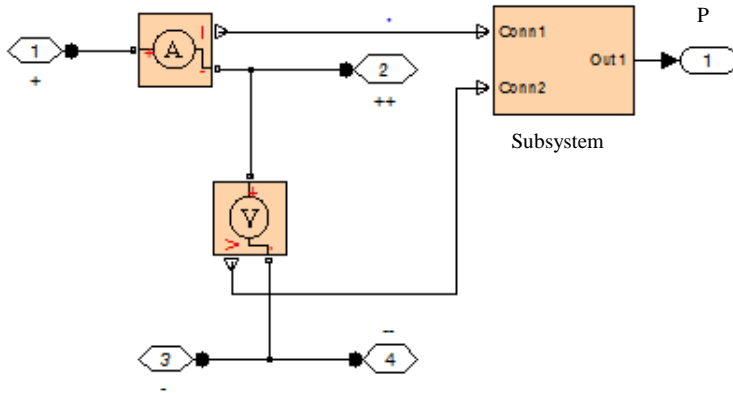 P
1
+
+
A
I
-
2
++
Conn1
Conn2
Out1
1
Subsystem
+
V
V
-
3
-
--
4